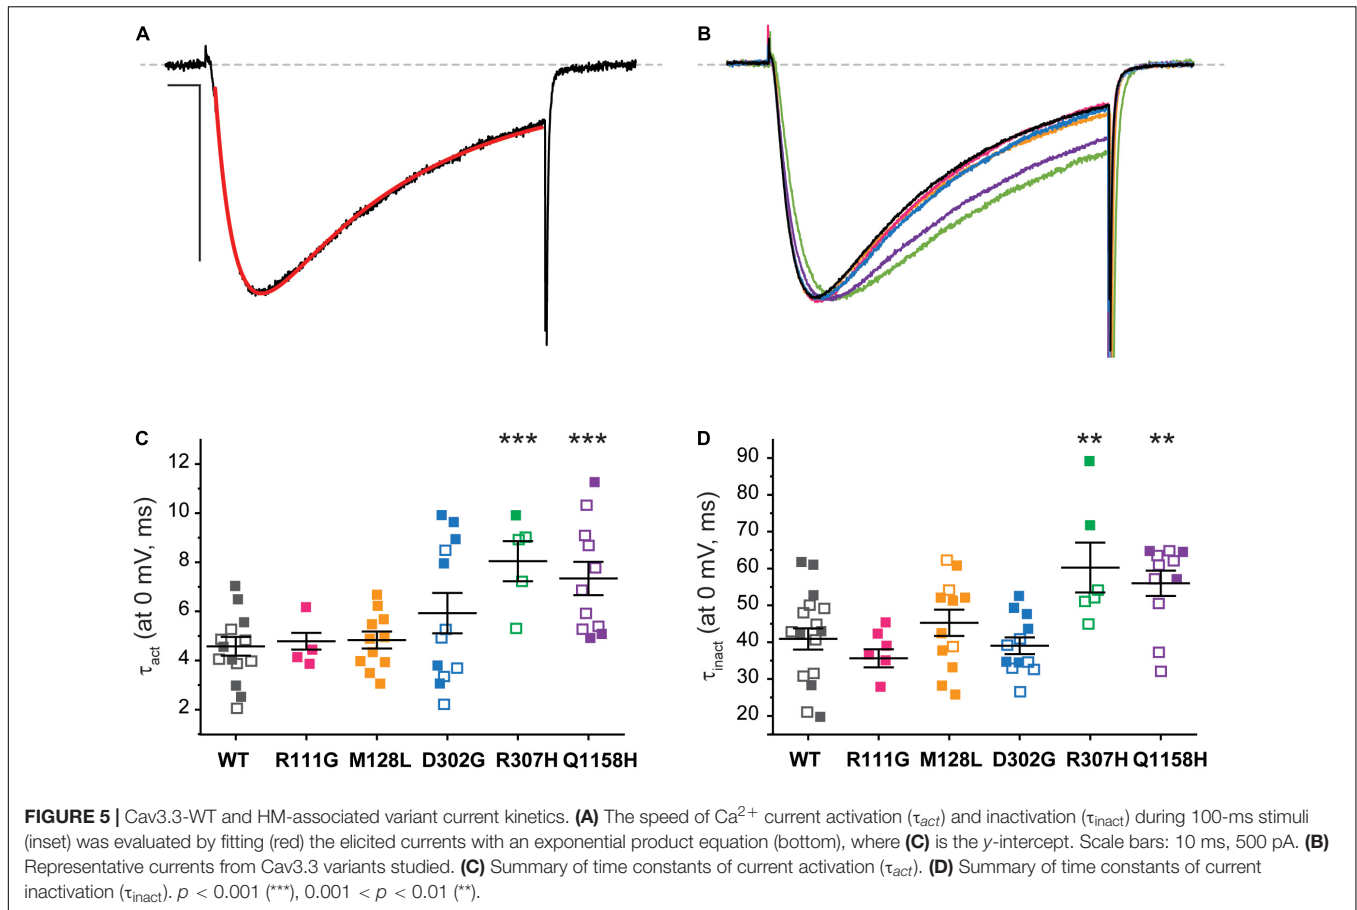 A
B
C
***
***
12
10
8
6
4
2
τact (at 0 mV, ms)
WT R111G M128L D302G R307H Q1158H
D
**
**
90
80
70
60
50
40
30
20
τinact (at 0 mV, ms)
WT R111G M128L D302G R307H Q1158H
FIGURE 5 | Cav3.3-WT and HM-associated variant current kinetics. (A) The speed of Ca2+ current activation (τact) and inactivation (τinact) during 100-ms stimuli
(inset) was evaluated by fitting (red) the elicited currents with an exponential product equation (bottom), where (C) is the y-intercept. Scale bars: 10 ms, 500 pA. (B)
Representative currents from Cav3.3 variants studied. (C) Summary of time constants of current activation (τact). (D) Summary of time constants of current
inactivation (τinact). p < 0.001 (***), 0.001 < p < 0.01 (**).